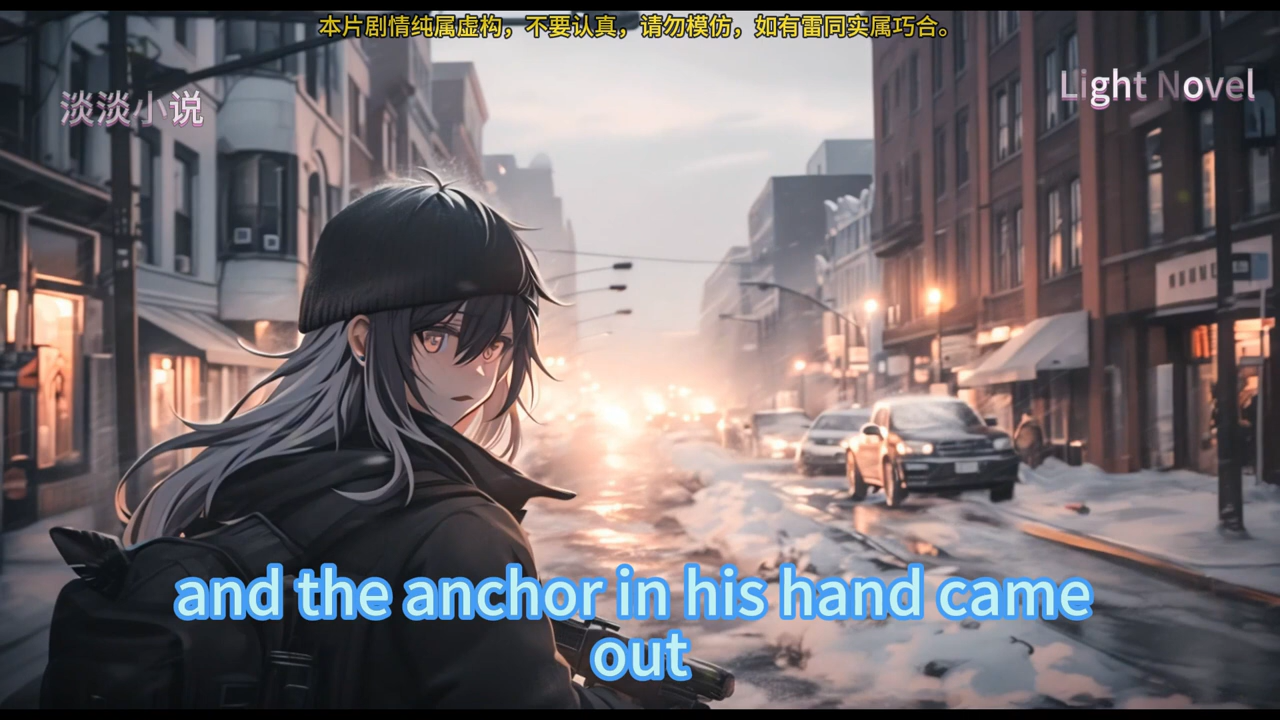 本片剧情纯属虚构，不要认真，请勿模仿，如有雷同实属巧合。
淡淡小说
Light Novel
and the anchor in his hand came
out